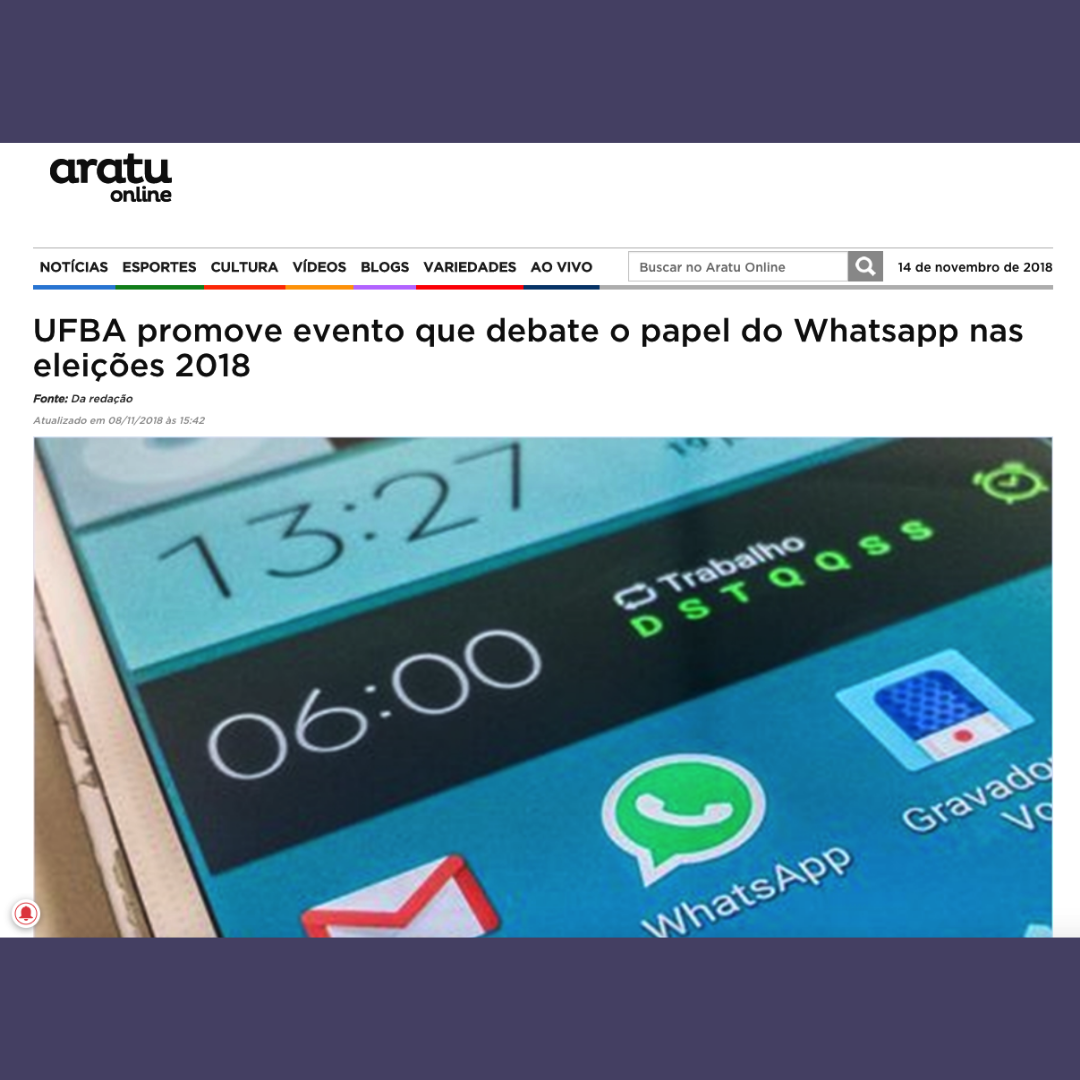 aratu
online
NOTÍCIAS ESPORTES CULTURA VÍDEOS BLOGS VARIEDADES AO VIVO Buscar no Aratu Online 14 de novembro de 2018
UFBA promove evento que debate o papel do Whatsapp nas
eleições 2018
Fonte: Da redação
Atualizado em 08/11/2018 às 15:42
13:27
Trabalho
D S T Q Q S S
06:00
WhatsApp